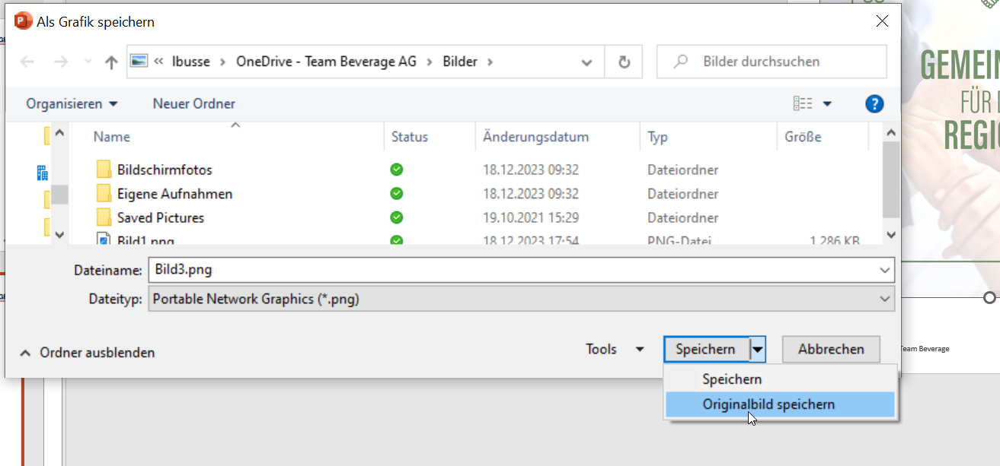 Als Grafik speichern
« lbusse › OneDrive - Team Beverage AG › Bilder ›
Bilder durchsuchen
Organisieren
Neuer Ordner
?
Name Status Änderungsdatum Typ Größe
Bildschirmfotos 18.12.2023 09:32 Dateiordner
Eigene Aufnahmen 18.12.2023 09:32 Dateiordner
Saved Pictures 19.10.2021 15:29 Dateiordner
Bild1.png 18.12.2023 17:54 PNG-Datei 1.286 KB
Dateiname: Bild3.png
Dateityp: Portable Network Graphics (*.png)
Ordner ausblenden
Tools
Speichern
Abbrechen
Speichern
Originalbild speichern
GEMEIN
FÜR
REGIO
Team Beverage